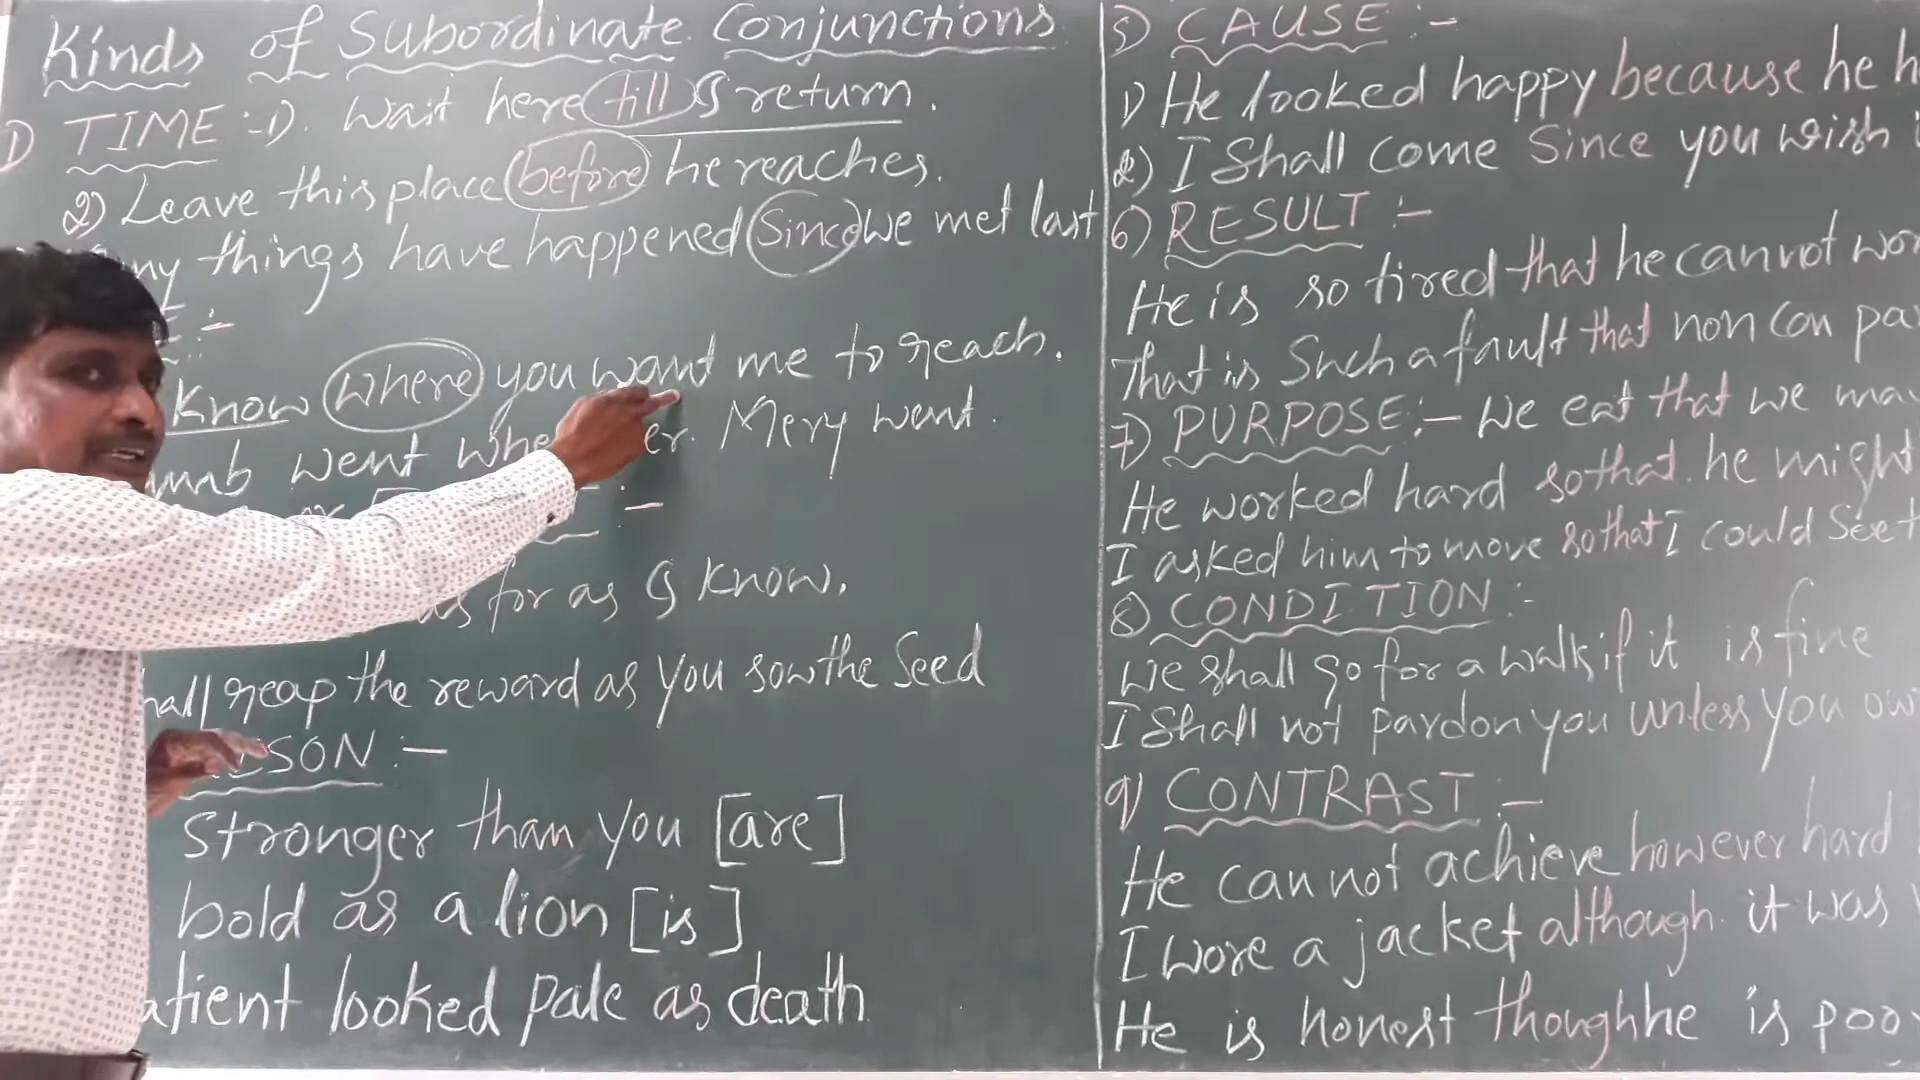 Kinds of Subordinate Conjunctions
1) TIME :- 1). Wait here till I return.
2) Leave this place before he reaches.
things have happened Since we met last
:-
Know where you want me to reach.
went Mery went.
:-
as for as I Know.
reap the reward as you sow the Seed
SON :-
Stronger than you [are]
bold as a lion [is]
looked pale as death
5) CAUSE :-
1) He looked happy because he
2) I Shall come Since you wish
6) RESULT :-
He is so tired that he cannot
That is Such a fault that non can
7) PURPOSE :- We eat that we
He worked hard so that he might
I asked him to move so that I could See
8) CONDITION :-
We shall go for a walk if it is fine
I Shall not pardon you unless you
9) CONTRAST :-
He cannot achieve however hard
I wore a jacket although it was
He is honest though he is